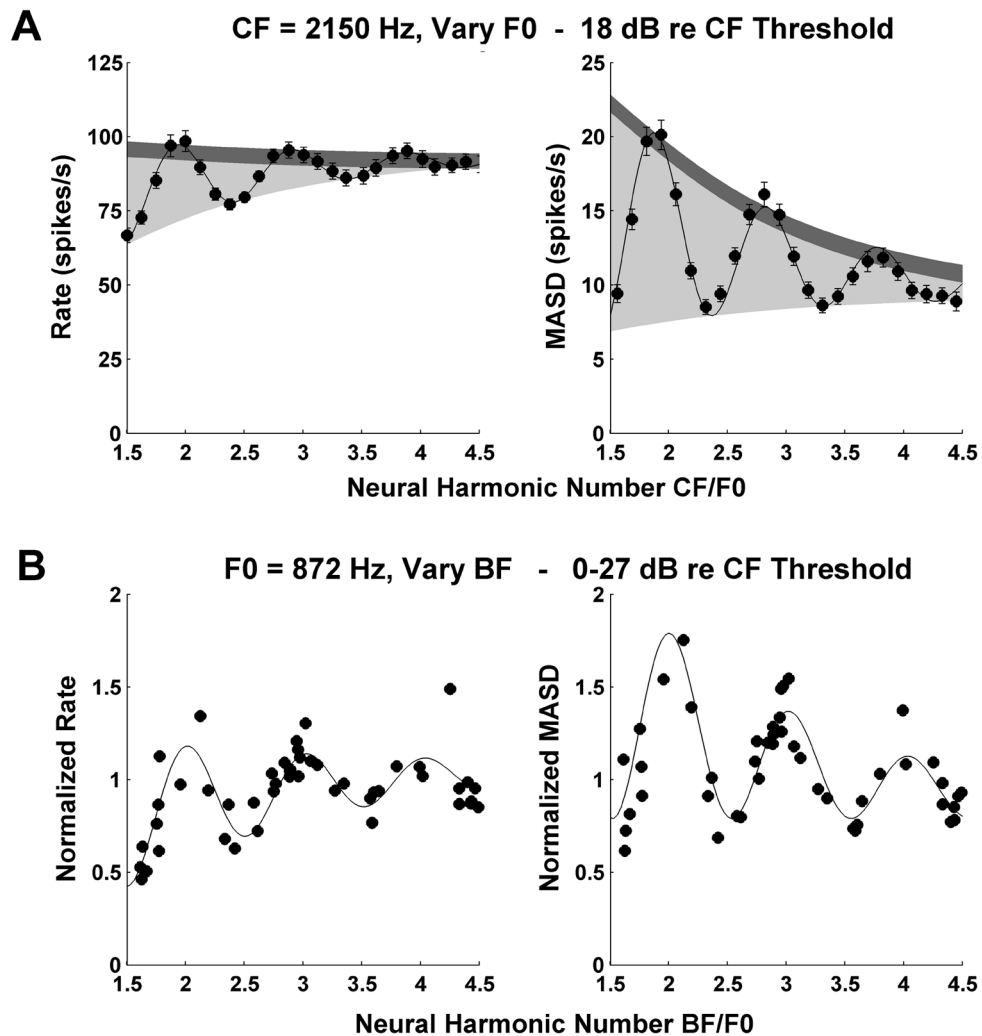 A
CF = 2150 Hz, Vary F0 - 18 dB re CF Threshold
Rate (spikes/s)
125
100
75
50
25
0
1.5 2 2.5 3 3.5 4 4.5
MASD (spikes/s)
25
20
15
10
5
0
1.5 2 2.5 3 3.5 4 4.5
Neural Harmonic Number CF/F0
B
F0 = 872 Hz, Vary BF - 0-27 dB re CF Threshold
Normalized Rate
2
1.5
1
0.5
0
1.5 2 2.5 3 3.5 4 4.5
Normalized MASD
2
1.5
1
0.5
0
1.5 2 2.5 3 3.5 4 4.5
Neural Harmonic Number BF/F0